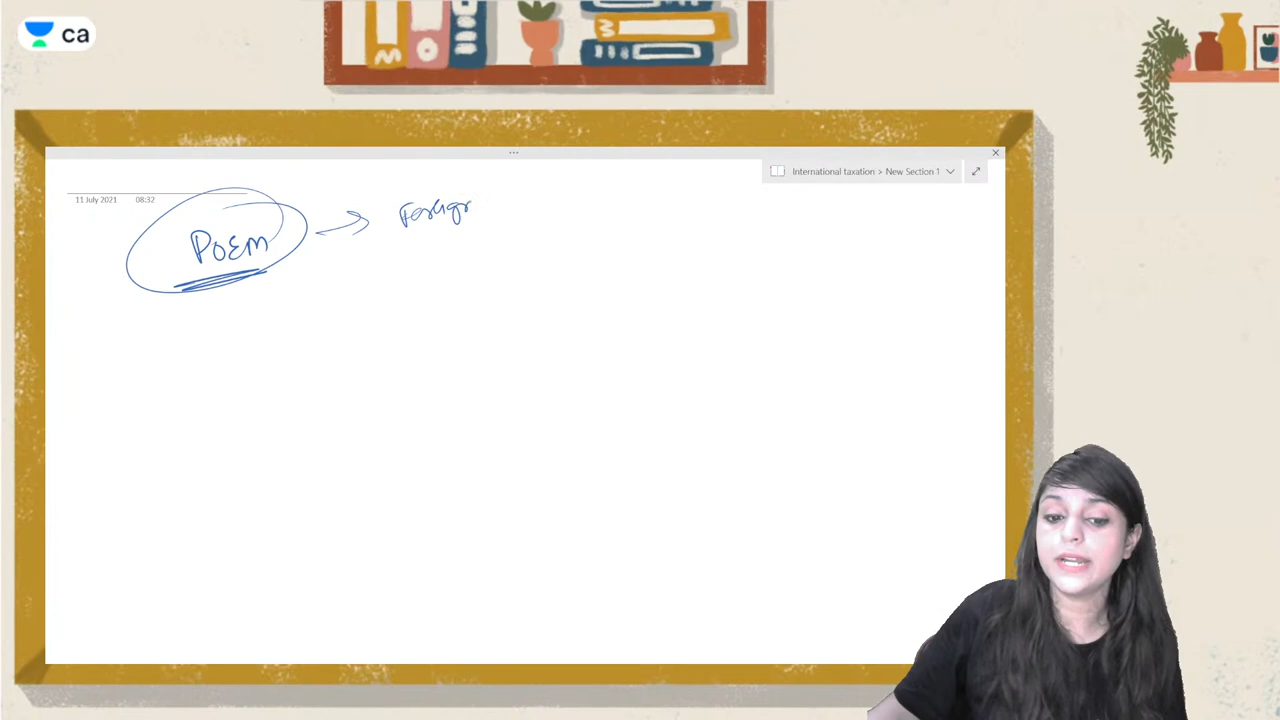 ca
International taxation > New Section 1
11 July 2021 08:32
POEM → Foreign